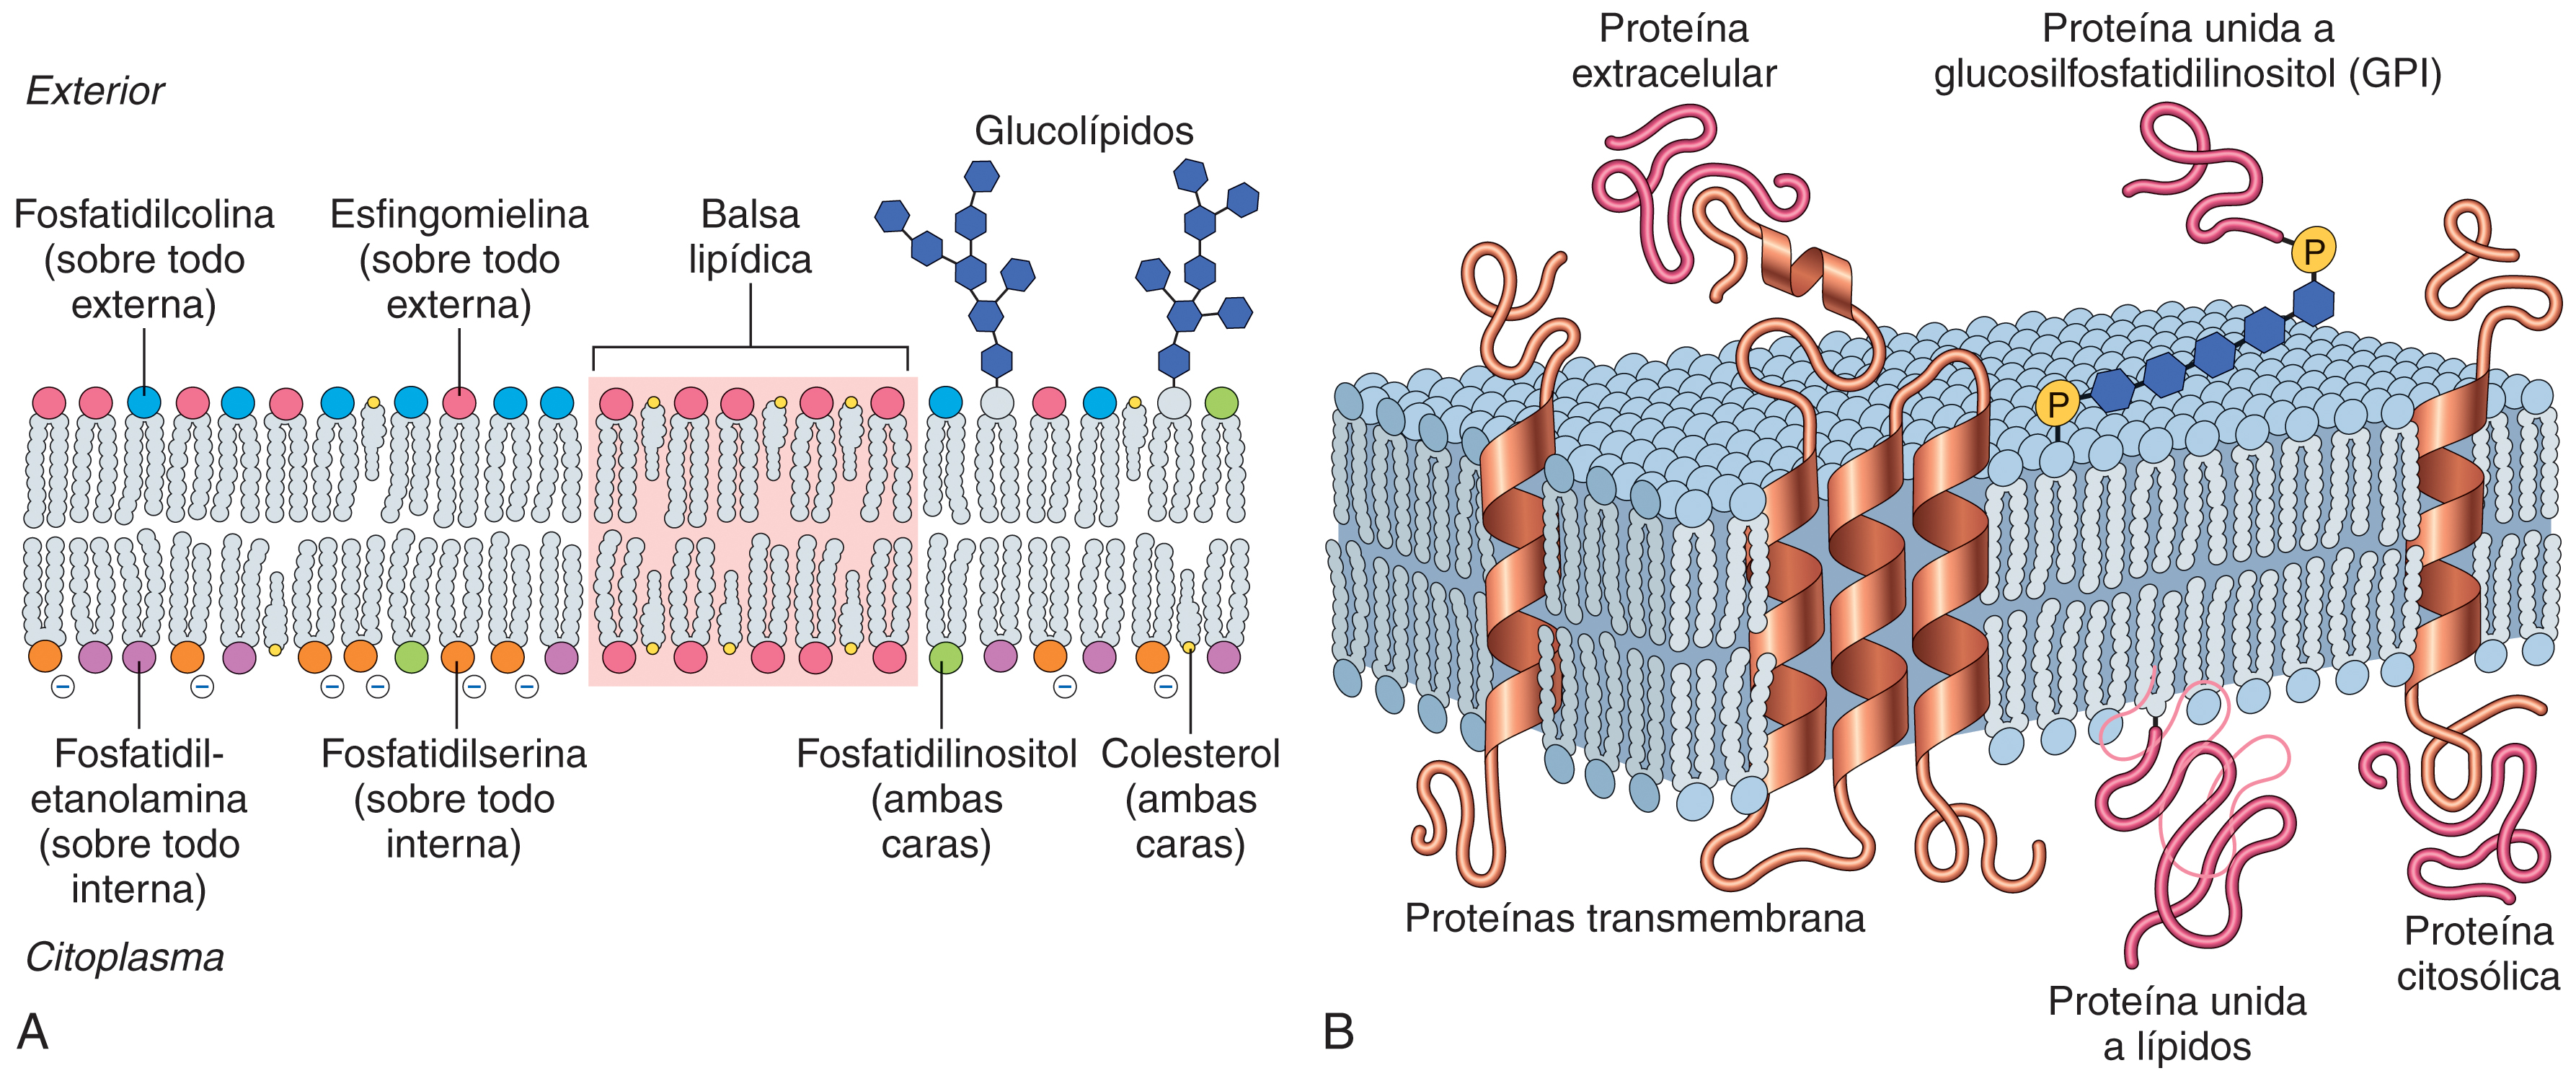 Exterior
Fosfatidilcolina
(sobre todo
externa)
Esfingomielina
(sobre todo
externa)
Balsa
lipídica
Glucolípidos
Fosfatidil-
etanolamina
(sobre todo
interna)
Fosfatidilserina
(sobre todo
interna)
Fosfatidilinositol
(ambas
caras)
Colesterol
(ambas
caras)
Citoplasma
A
Proteína
extracelular
Proteína unida a
glucosilfosfatidilinositol (GPI)
P
P
Proteínas transmembrana
Proteína unida
a lípidos
Proteína
citosólica
B